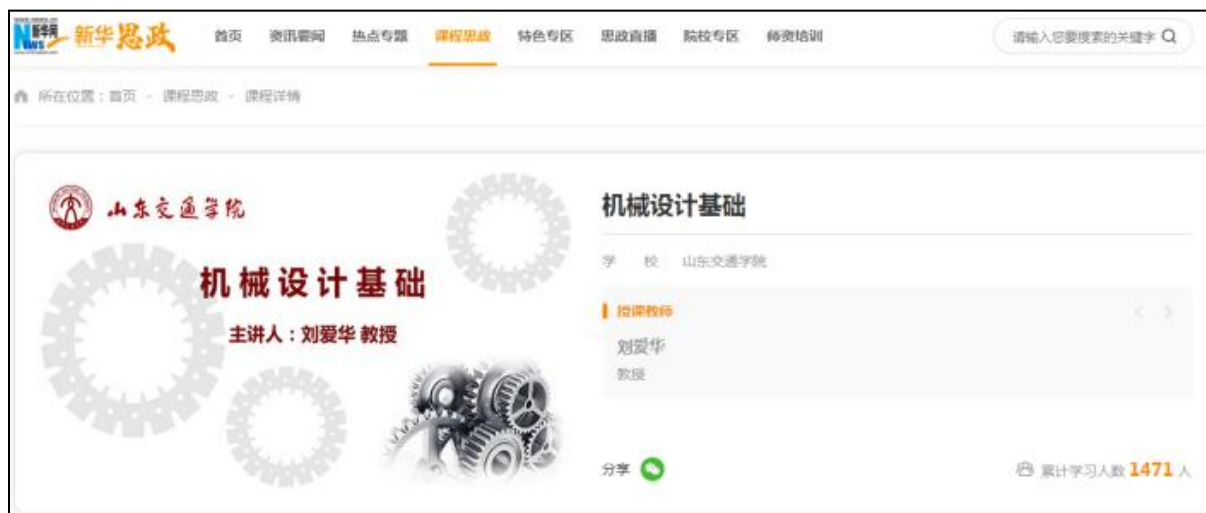 新华网
NEWS
新华思政
首页 资讯要闻 热点专题 课程思政 特色专区 思政直播 院校专区 师资培训
请输入您要搜索的关键字
所在位置：首页 - 课程思政 - 课程详情
山东交通学院
机械设计基础
主讲人：刘爱华 教授
机械设计基础
学 校 山东交通学院
授课教师
刘爱华
教授
分享
累计学习人数 1471 人